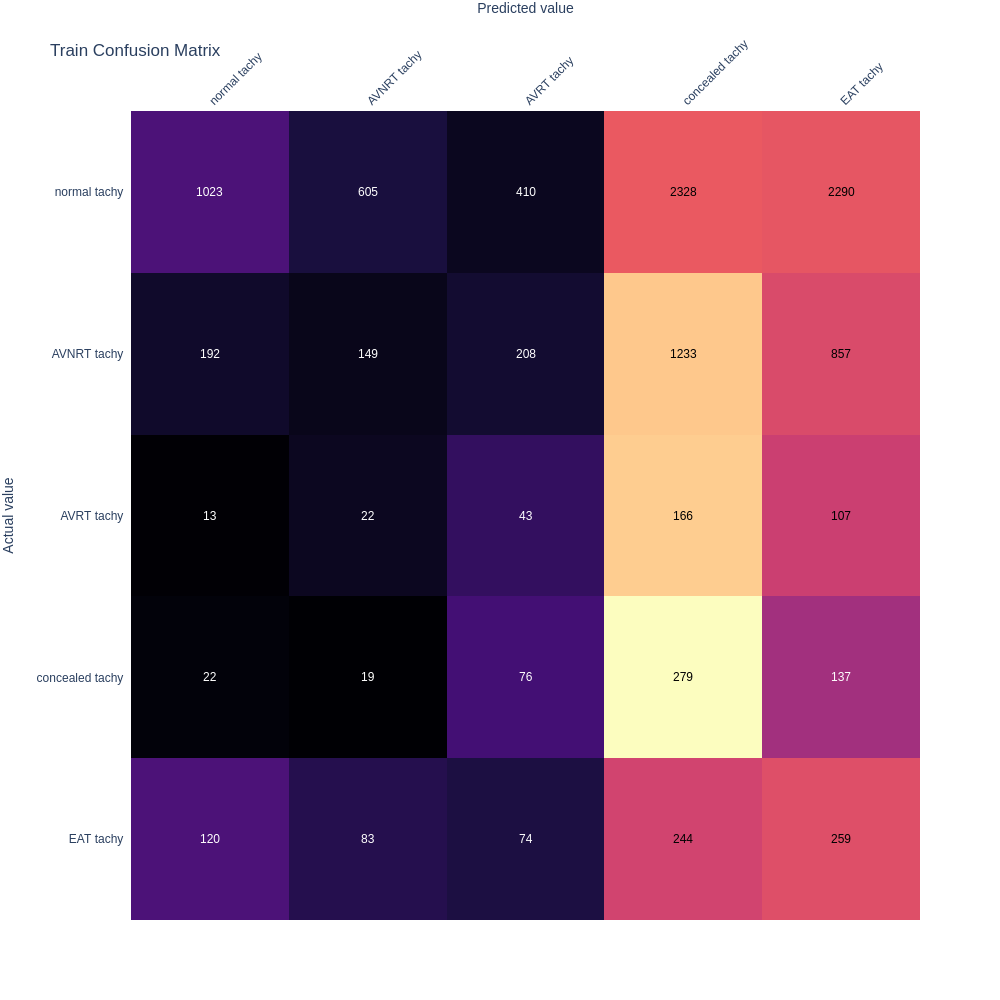 Predicted value
Train Confusion Matrix
normal tachy
AVNRT tachy
AVRT tachy
concealed tachy
EAT tachy
normal tachy 1023 605 410 2328 2290
AVNRT tachy 192 149 208 1233 857
Actual value
AVRT tachy 13 22 43 166 107
concealed tachy 22 19 76 279 137
EAT tachy 120 83 74 244 259